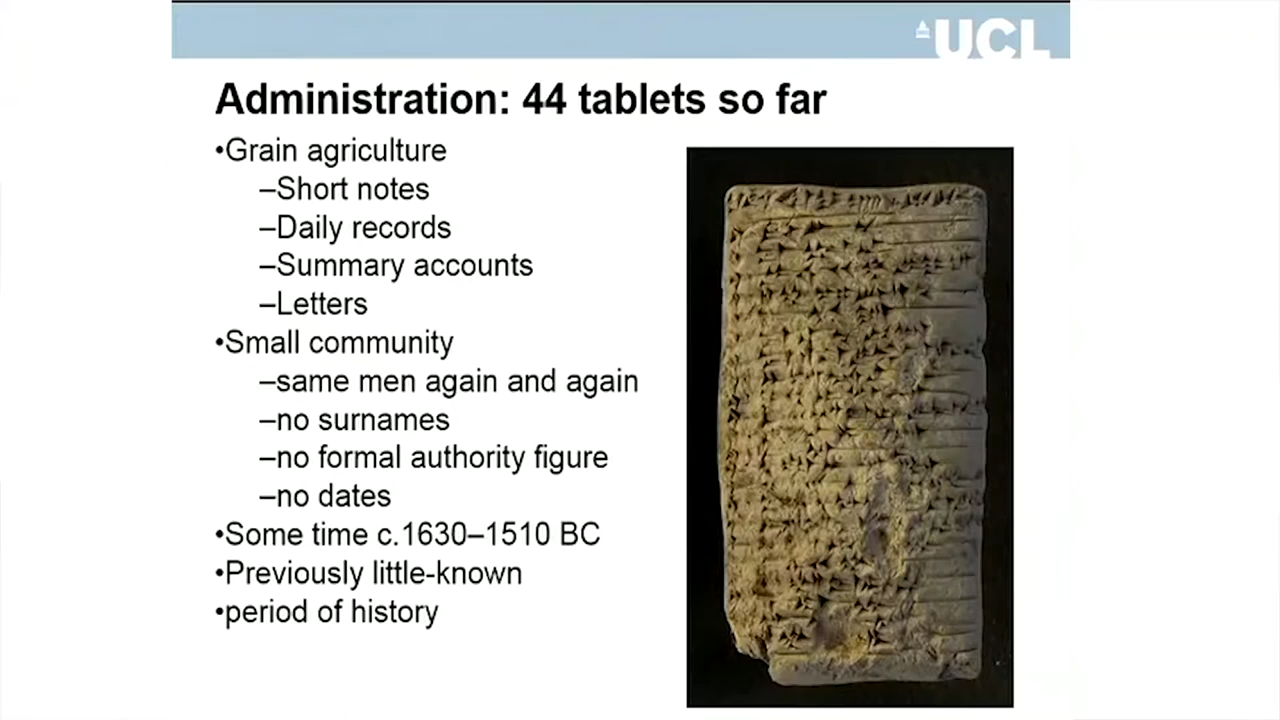 UCL
Administration: 44 tablets so far
•Grain agriculture
–Short notes
–Daily records
–Summary accounts
–Letters
•Small community
–same men again and again
–no surnames
–no formal authority figure
–no dates
•Some time c.1630–1510 BC
•Previously little-known
•period of history